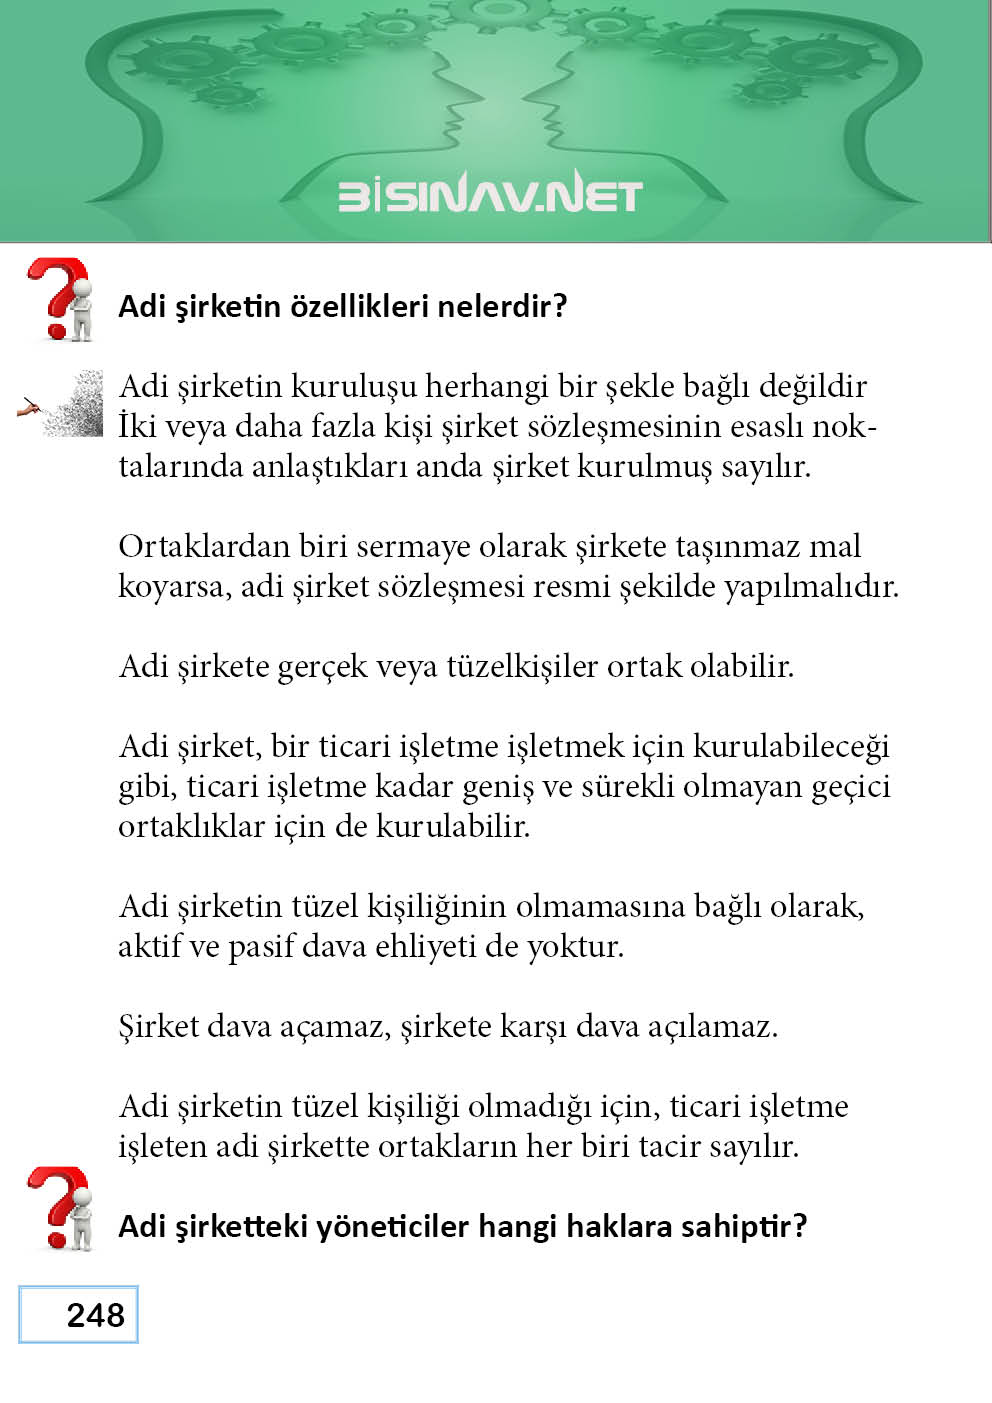 BİSINAV.NET
Adi şirketin özellikleri nelerdir?
Adi şirketin kuruluşu herhangi bir şekle bağlı değildir
İki veya daha fazla kişi şirket sözleşmesinin esaslı nok-
talarında anlaştıkları anda şirket kurulmuş sayılır.
Ortaklardan biri sermaye olarak şirkete taşınmaz mal
koyarsa, adi şirket sözleşmesi resmi şekilde yapılmalıdır.
Adi şirkete gerçek veya tüzelkişiler ortak olabilir.
Adi şirket, bir ticari işletme işletmek için kurulabileceği
gibi, ticari işletme kadar geniş ve sürekli olmayan geçici
ortaklıklar için de kurulabilir.
Adi şirketin tüzel kişiliğinin olmamasına bağlı olarak,
aktif ve pasif dava ehliyeti de yoktur.
Şirket dava açamaz, şirkete karşı dava açılamaz.
Adi şirketin tüzel kişiliği olmadığı için, ticari işletme
işleten adi şirkette ortakların her biri tacir sayılır.
Adi şirketteki yöneticiler hangi haklara sahiptir?
248